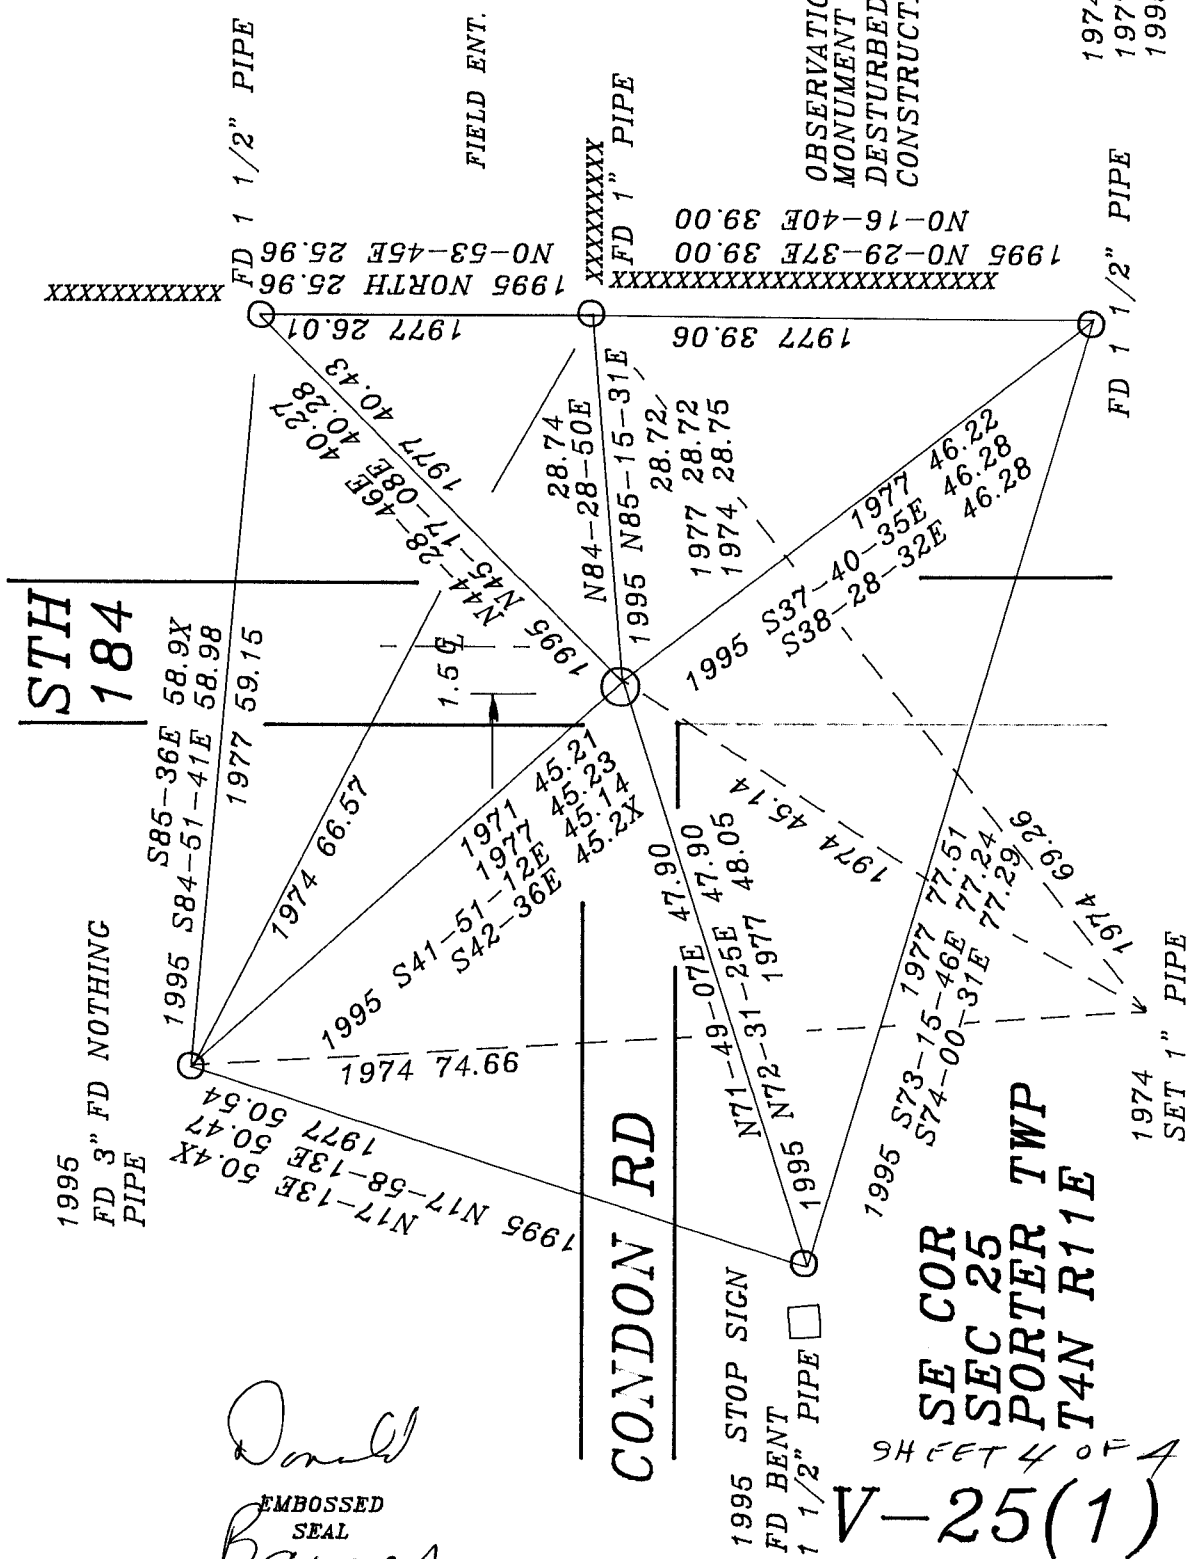 STH
184
FD 1 1/2" PIPE
FIELD ENT.
XXXXXXXXXXX
XXXXXXXXXX
FD 1" PIPE
XXXXXXXXXXXXXXXXXXXXXXXXXX
OBSERVATIO
MONUMENT
DESTURBED
CONSTRUCT
1974
1977
1995
FD 1 1/2" PIPE
N0-53-45E 25.96
1995 NORTH 25.96
1977 26.01
N0-16-40E 39.00
1995 N0-29-37E 39.00
1977 39.06
N44-28-46E 40.27
1995 N45-17-08E 40.28
1977 40.43
28.74
N84-28-50E
1995 N85-15-31E
28.72
1977 28.72
1974 28.75
1977 46.22
1995 S37-40-35E 46.28
S38-28-32E 46.28
1.5
S85-36E 58.9X
1995 S84-51-41E 58.98
1977 59.15
1974 66.57
1971 45.21
1977 45.23
1995 S41-51-12E 45.14
S42-36E 45.2X
1974 74.66
1995
FD 3" FD NOTHING
PIPE
N17-13E 50.4X
1995 N17-58-13E 50.47
1977 50.54
CONDON RD
N71-49-07E 47.90
1995 N72-31-25E 47.90
1977 48.05
1974 45.14
1977 77.51
1995 S73-15-46E 77.24
S74-00-31E 77.29
1974 69.26
1974
SET 1" PIPE
1995 STOP SIGN
FD BENT
1 1/2" PIPE
SE COR
SEC 25
PORTER TWP
T4N R11E
SHEET 4 OF 4
V-25(1)
Donald
EMBOSSED
SEAL